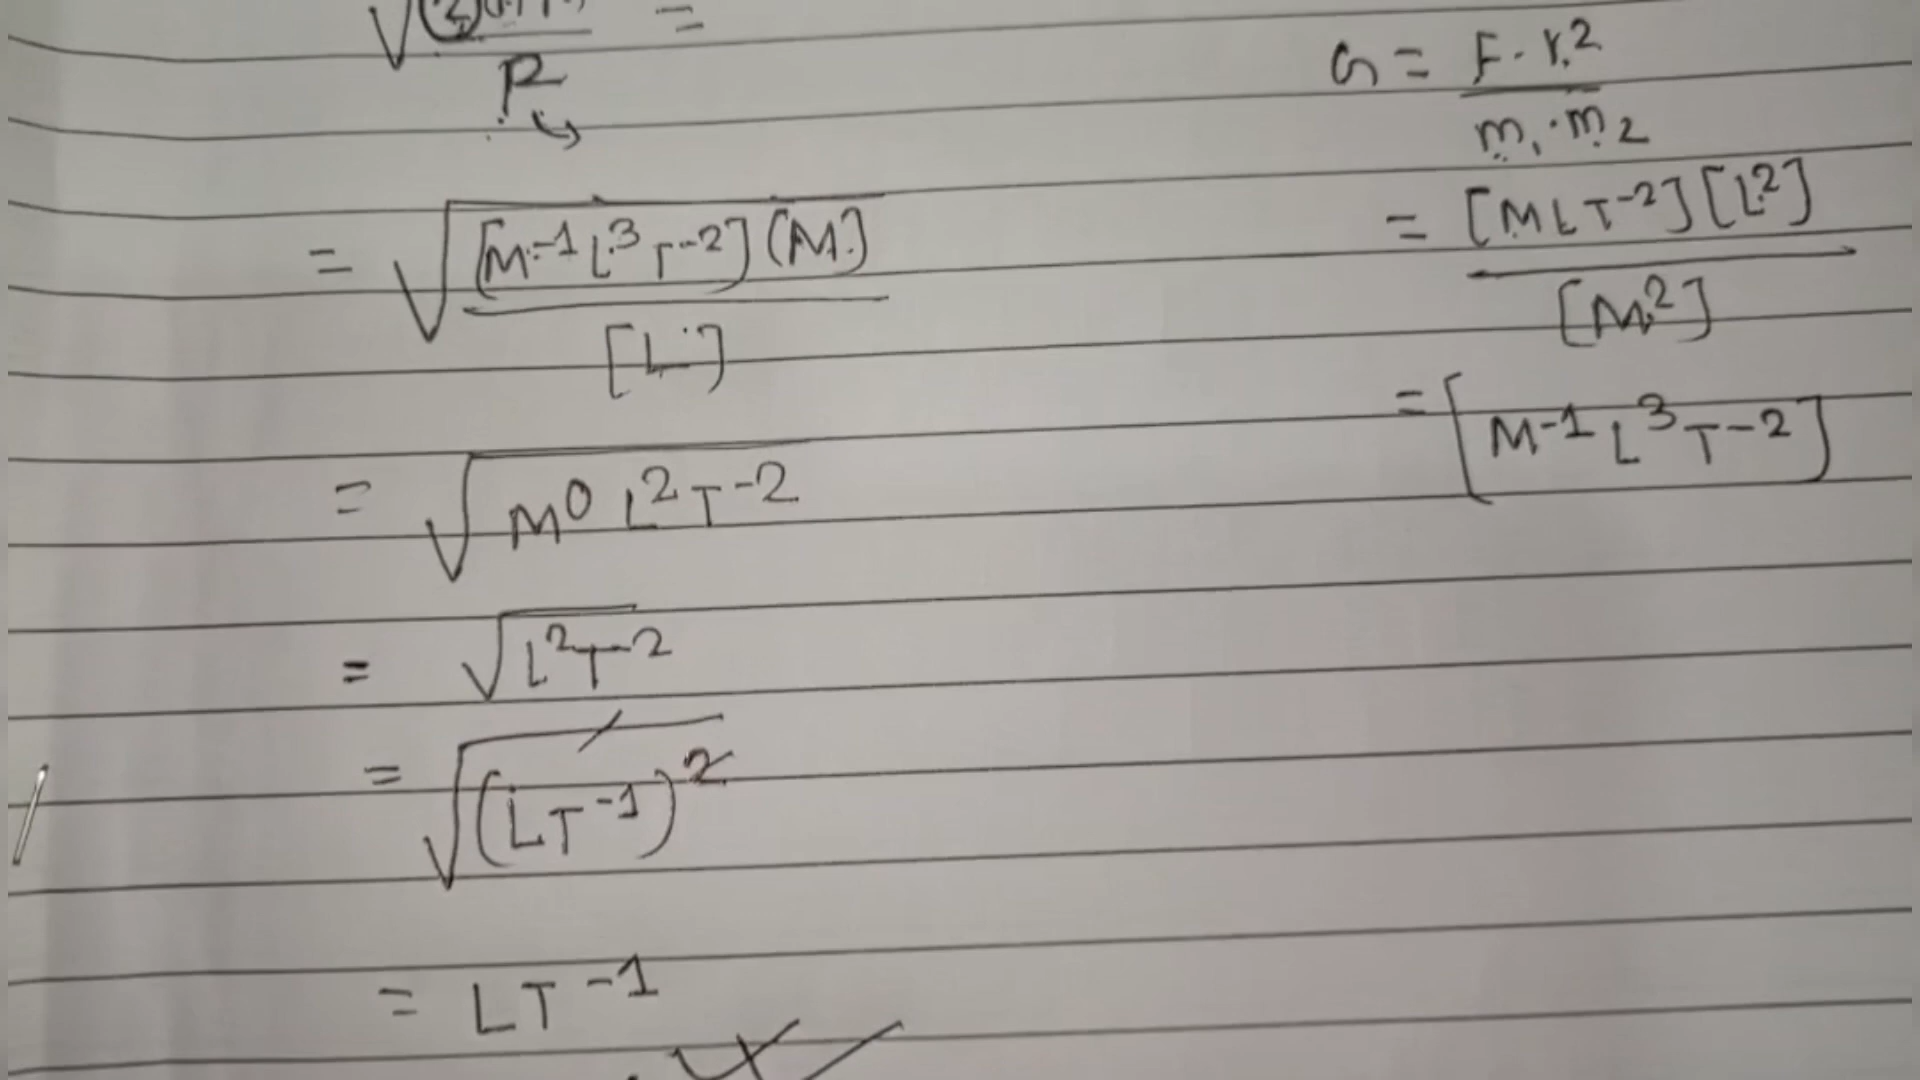 √ /R =
= √[M⁻¹L³T⁻²][M]/[L]
= √M⁰L²T⁻²
= √L²T⁻²
= √(LT⁻¹)²
= LT⁻¹
G = F·r²/m₁·m₂
= [MLT⁻²][L²]/[M²]
= [M⁻¹L³T⁻²]